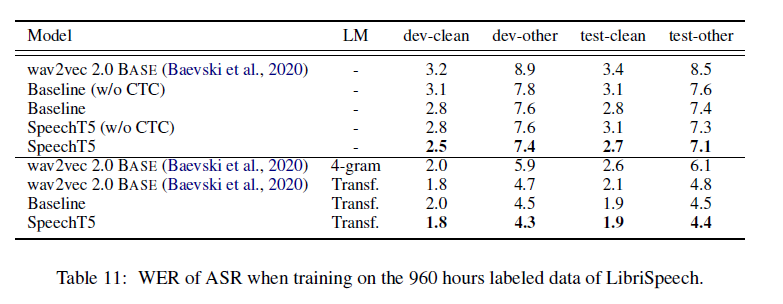 Model LM dev-clean dev-other test-clean test-other
wav2vec 2.0 BASE (Baevski et al., 2020) - 3.2 8.9 3.4 8.5
Baseline (w/o CTC) - 3.1 7.8 3.1 7.6
Baseline - 2.8 7.6 2.8 7.4
SpeechT5 (w/o CTC) - 2.8 7.6 3.1 7.3
SpeechT5 - 2.5 7.4 2.7 7.1
wav2vec 2.0 BASE (Baevski et al., 2020) 4-gram 2.0 5.9 2.6 6.1
wav2vec 2.0 BASE (Baevski et al., 2020) Transf. 1.8 4.7 2.1 4.8
Baseline Transf. 2.0 4.5 1.9 4.5
SpeechT5 Transf. 1.8 4.3 1.9 4.4
Table 11: WER of ASR when training on the 960 hours labeled data of LibriSpeech.